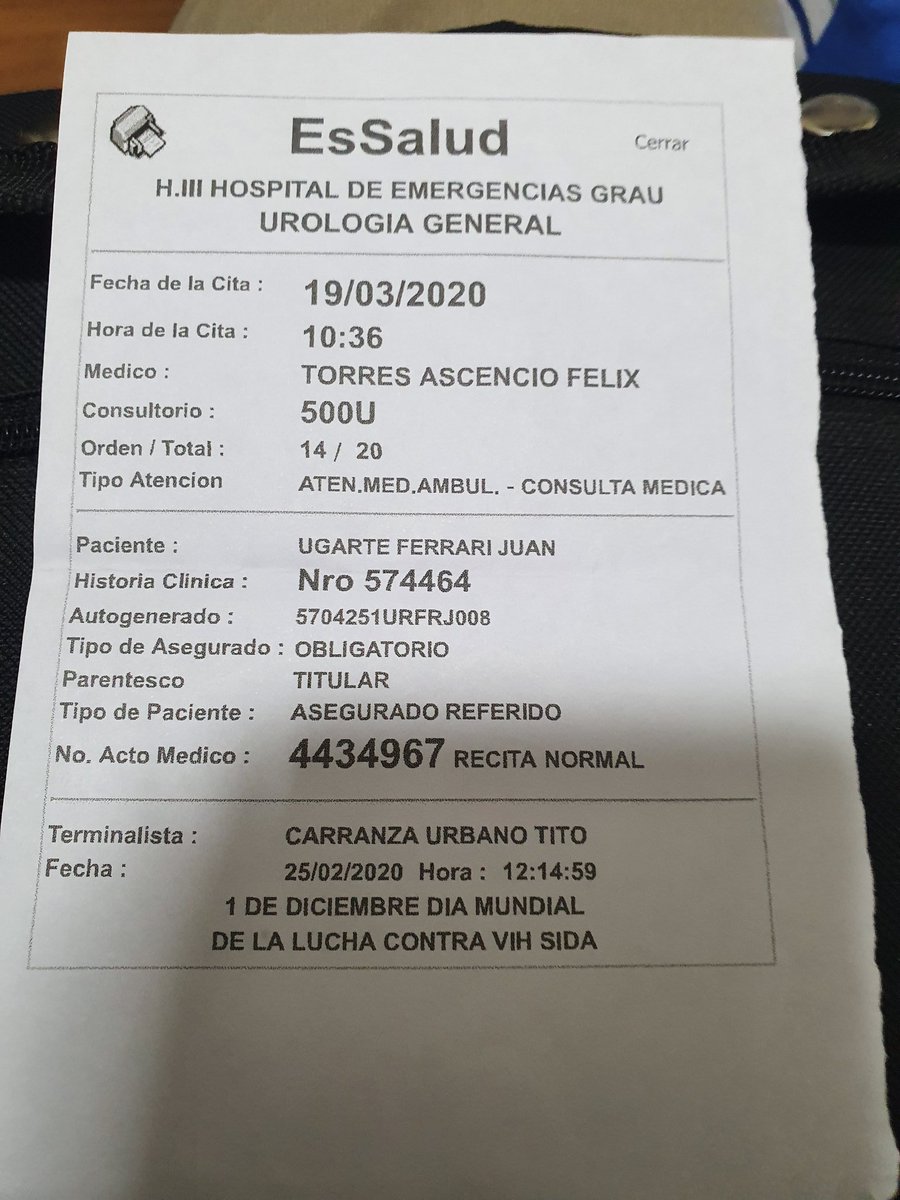 EsSalud
Cerrar
H.III HOSPITAL DE EMERGENCIAS GRAU
UROLOGIA GENERAL
Fecha de la Cita : 19/03/2020
Hora de la Cita : 10:36
Medico : TORRES ASCENCIO FELIX
Consultorio : 500U
Orden / Total : 14 / 20
Tipo Atencion ATEN.MED.AMBUL. - CONSULTA MEDICA
Paciente : UGARTE FERRARI JUAN
Historia Clinica : Nro 574464
Autogenerado : 5704251URFRJ008
Tipo de Asegurado : OBLIGATORIO
Parentesco TITULAR
Tipo de Paciente : ASEGURADO REFERIDO
No. Acto Medico : 4434967 RECITA NORMAL
Terminalista : CARRANZA URBANO TITO
Fecha : 25/02/2020 Hora : 12:14:59
1 DE DICIEMBRE DIA MUNDIAL
DE LA LUCHA CONTRA VIH SIDA